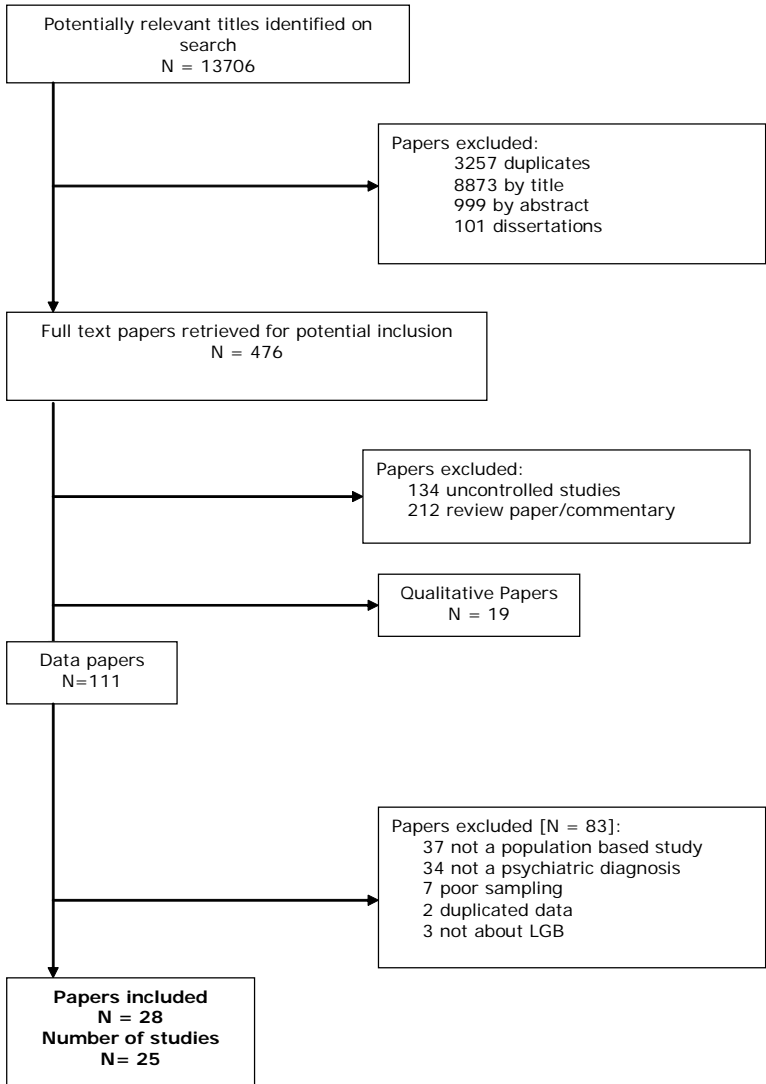 Potentially relevant titles identified on
search
N = 13706
Papers excluded:
3257 duplicates
8873 by title
999 by abstract
101 dissertations
Full text papers retrieved for potential inclusion
N = 476
Papers excluded:
134 uncontrolled studies
212 review paper/commentary
Qualitative Papers
N = 19
Data papers
N=111
Papers excluded [N = 83]:
37 not a population based study
34 not a psychiatric diagnosis
7 poor sampling
2 duplicated data
3 not about LGB
Papers included
N = 28
Number of studies
N= 25